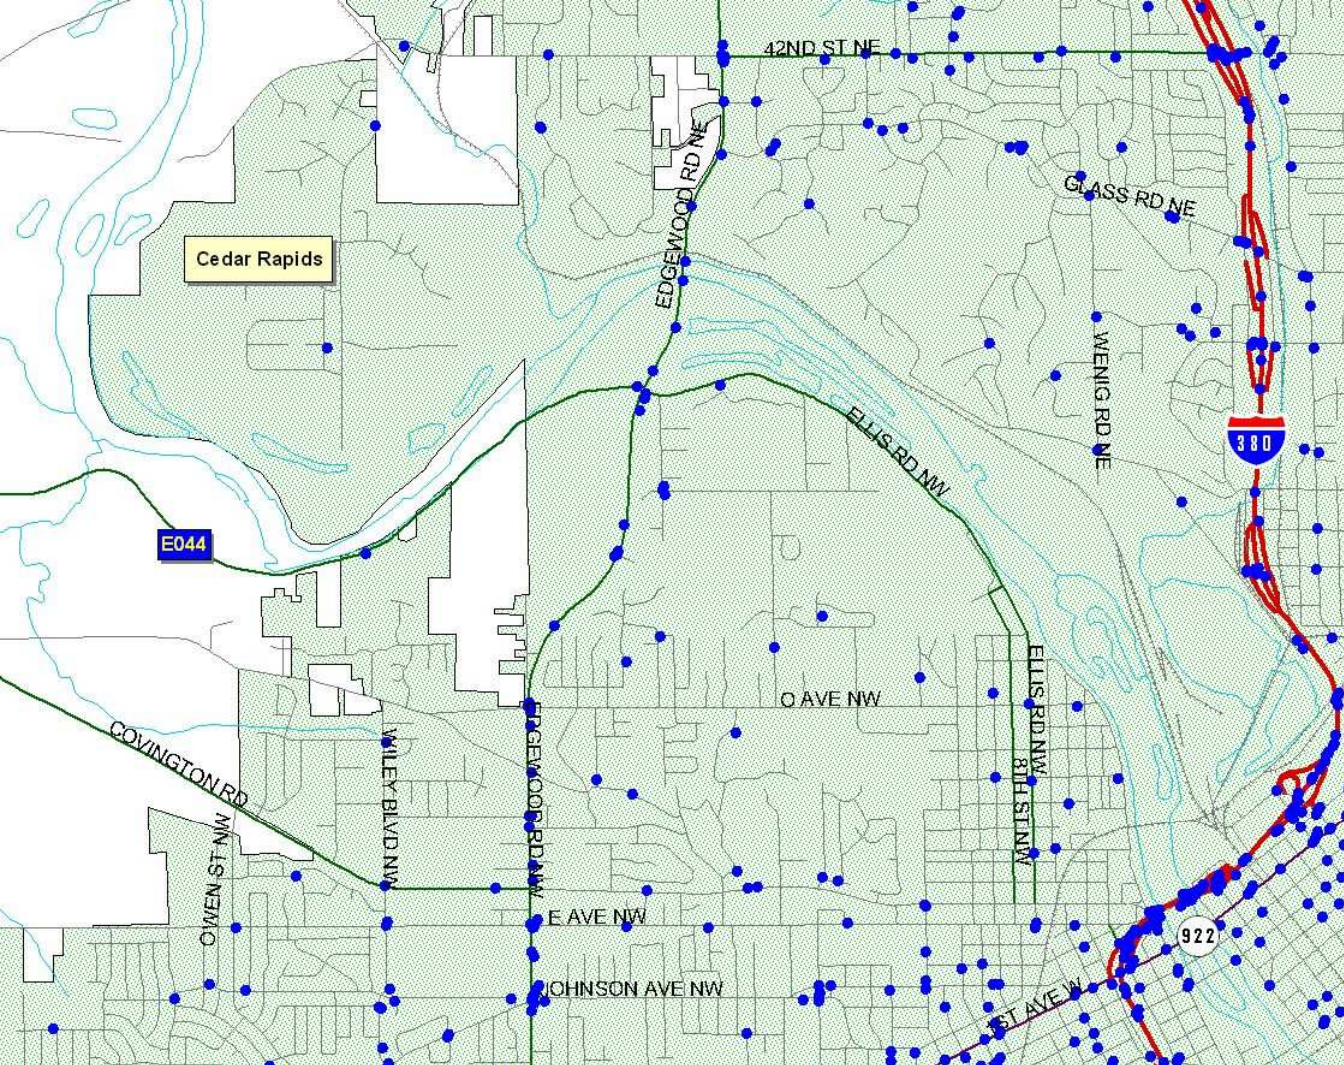 42ND ST NE
EDGEWOOD RD NE
GLASS RD NE
Cedar Rapids
WENIG RD NE
ELLIS RD NW
380
E044
O AVE NW
ELLIS RD NW
EDGEWOOD RD NW
COVINGTON RD
WILEY BLVD NW
8TH ST NW
OWEN ST NW
E AVE NW
922
JOHNSON AVE NW
1ST AVE W